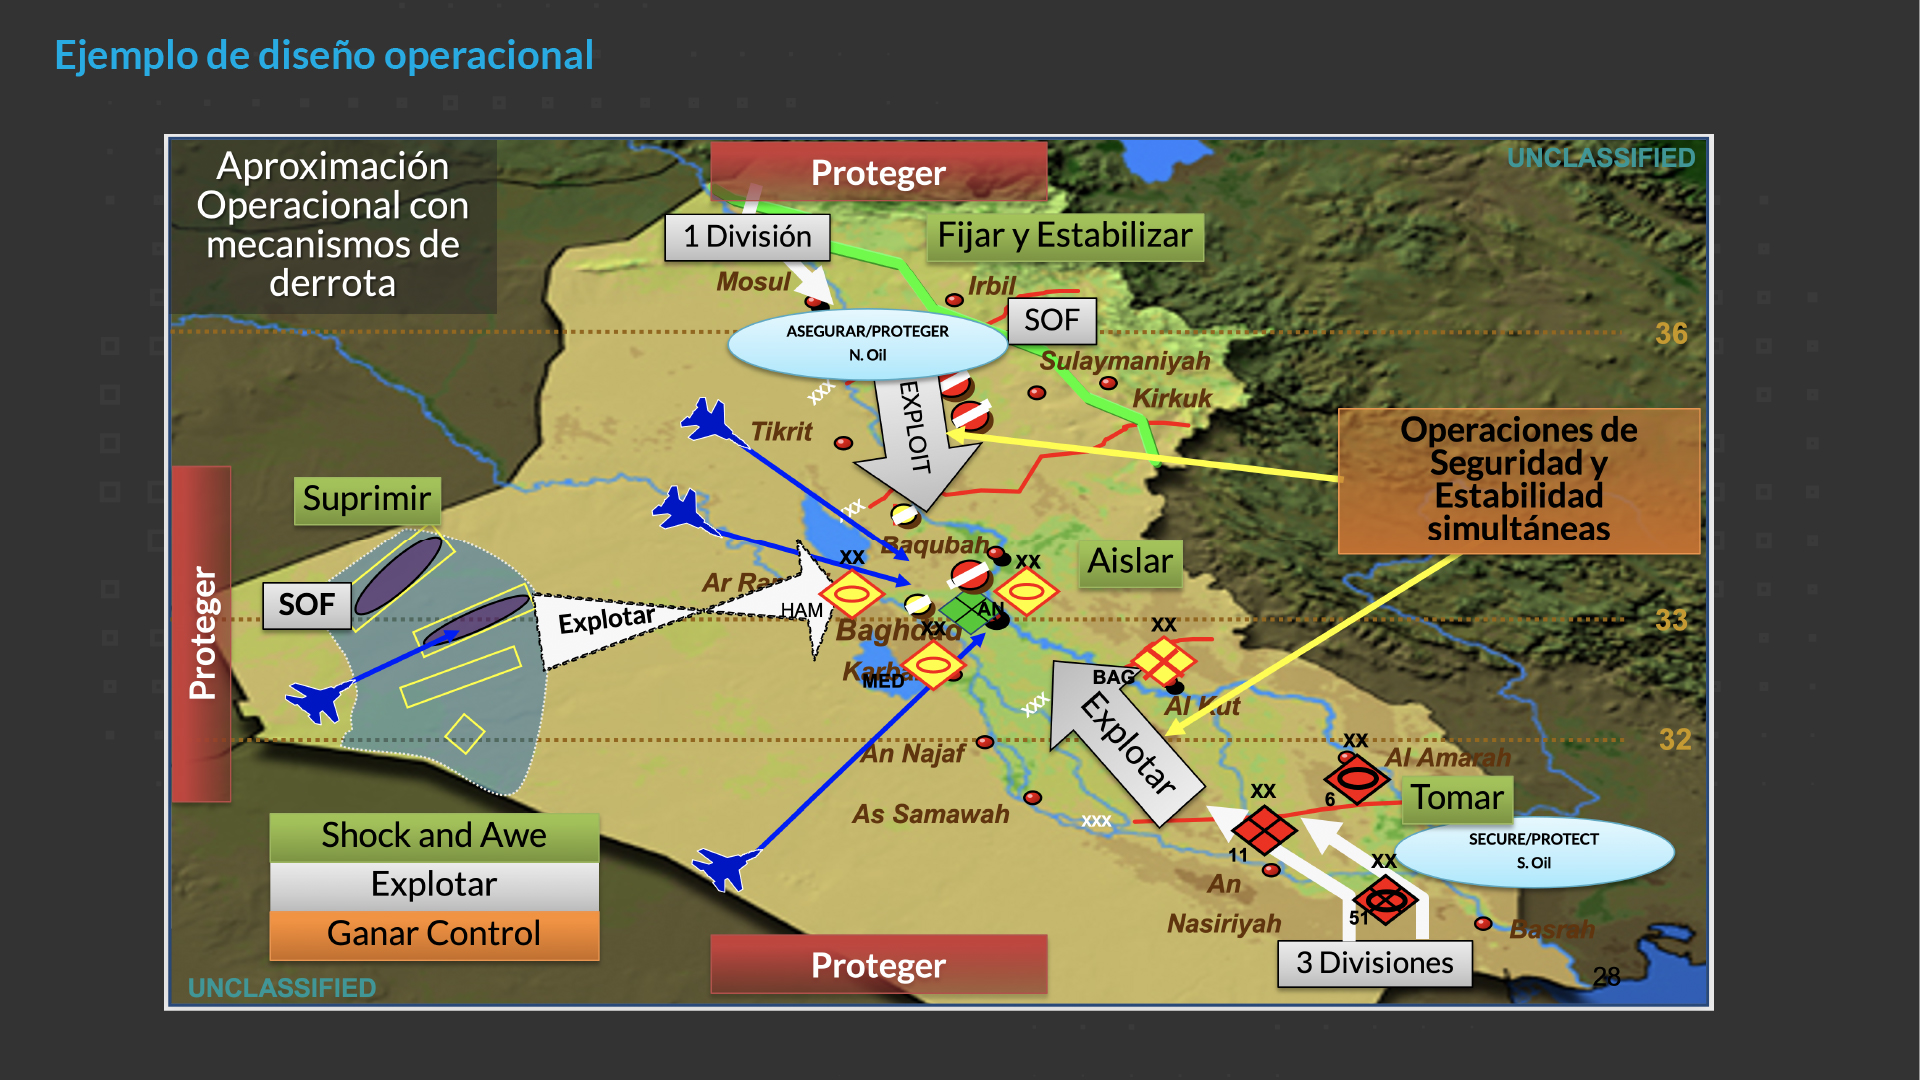 Ejemplo de diseño operacional
Aproximación
Operacional con
mecanismos de
derrota
Proteger
UNCLASSIFIED
1 División
Fijar y Estabilizar
Mosul
Irbil
SOF
ASEGURAR/PROTEGER
N. Oil
36
Sulaymaniyah
XXX
Kirkuk
EXPLOIT
Tikrit
Operaciones de
Seguridad y
Estabilidad
simultáneas
Suprimir
XXX
Baqubah
XX
XX
Aislar
Proteger
SOF
Explotar
HAM
AN
Baghdad
XX
XX
33
MED
BAG
XXX
Al Kut
Explotar
An Najaf
32
XX
Al Amarah
6
Tomar
XX
As Samawah
XXX
Shock and Awe
Explotar
Ganar Control
11
SECURE/PROTECT
S. Oil
XX
An
Nasiriyah
51
Basrah
Proteger
3 Divisiones
28
UNCLASSIFIED